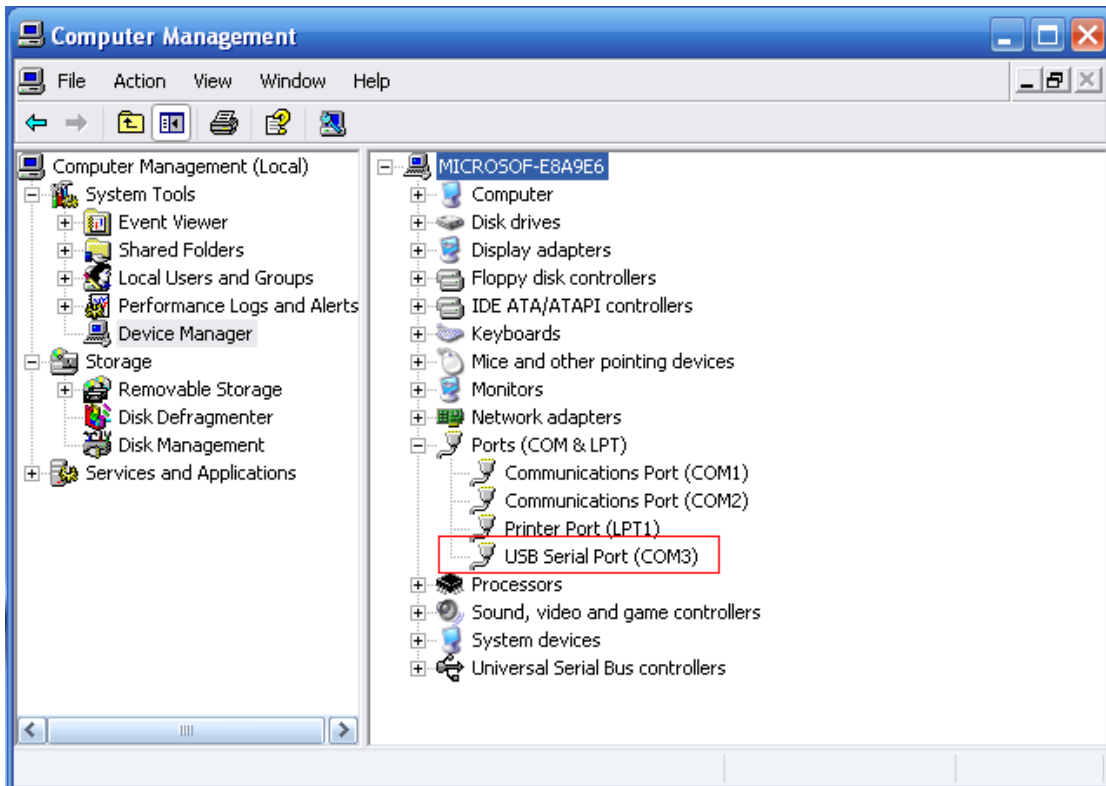 Computer Management
File Action View Window Help
Computer Management (Local)
System Tools
Event Viewer
Shared Folders
Local Users and Groups
Performance Logs and Alerts
Device Manager
Storage
Removable Storage
Disk Defragmenter
Disk Management
Services and Applications
MICROSOF-E8A9E6
Computer
Disk drives
Display adapters
Floppy disk controllers
IDE ATA/ATAPI controllers
Keyboards
Mice and other pointing devices
Monitors
Network adapters
Ports (COM & LPT)
Communications Port (COM1)
Communications Port (COM2)
Printer Port (LPT1)
USB Serial Port (COM3)
Processors
Sound, video and game controllers
System devices
Universal Serial Bus controllers